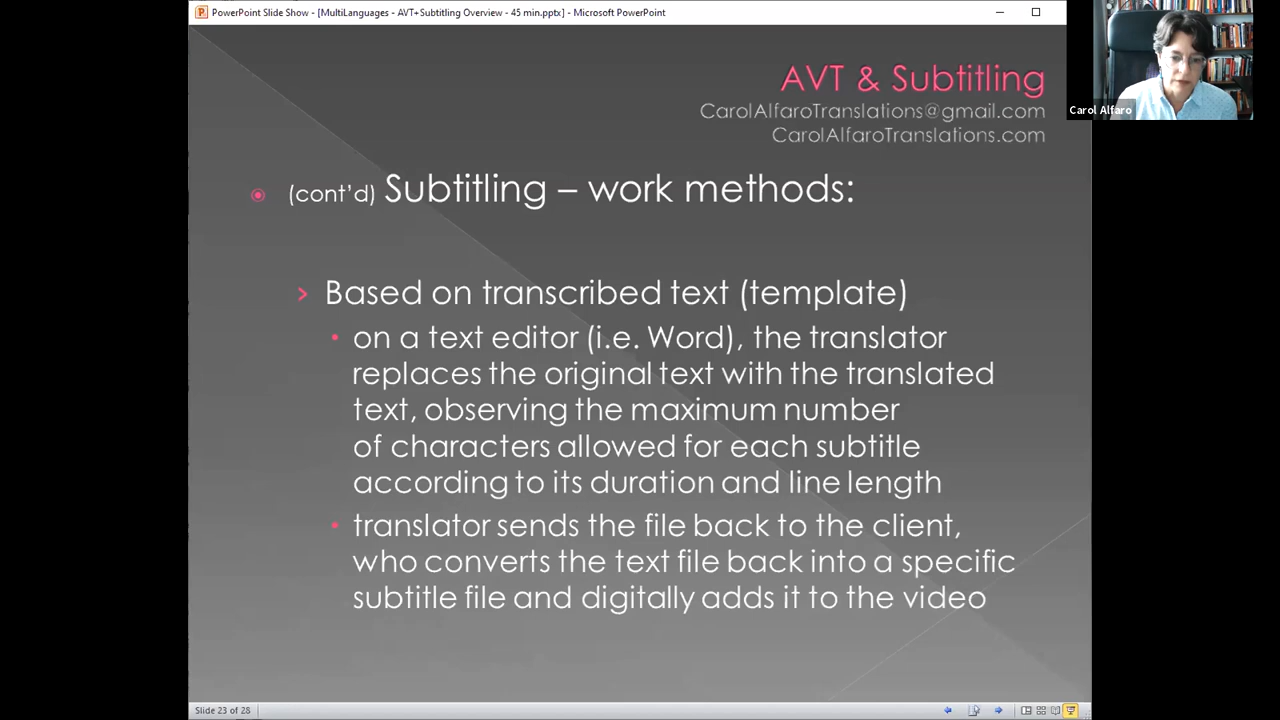 PowerPoint Slide Show - [MultiLanguages - AVT+Subtitling Overview - 45 min.pptx] - Microsoft PowerPoint
AVT & Subtitling
CarolAlfaroTranslations@gmail.com
CarolAlfaroTranslations.com
Carol Alfaro
(cont’d) Subtitling – work methods:
Based on transcribed text (template)
on a text editor (i.e. Word), the translator
replaces the original text with the translated
text, observing the maximum number
of characters allowed for each subtitle
according to its duration and line length
translator sends the file back to the client,
who converts the text file back into a specific
subtitle file and digitally adds it to the video
Slide 23 of 28